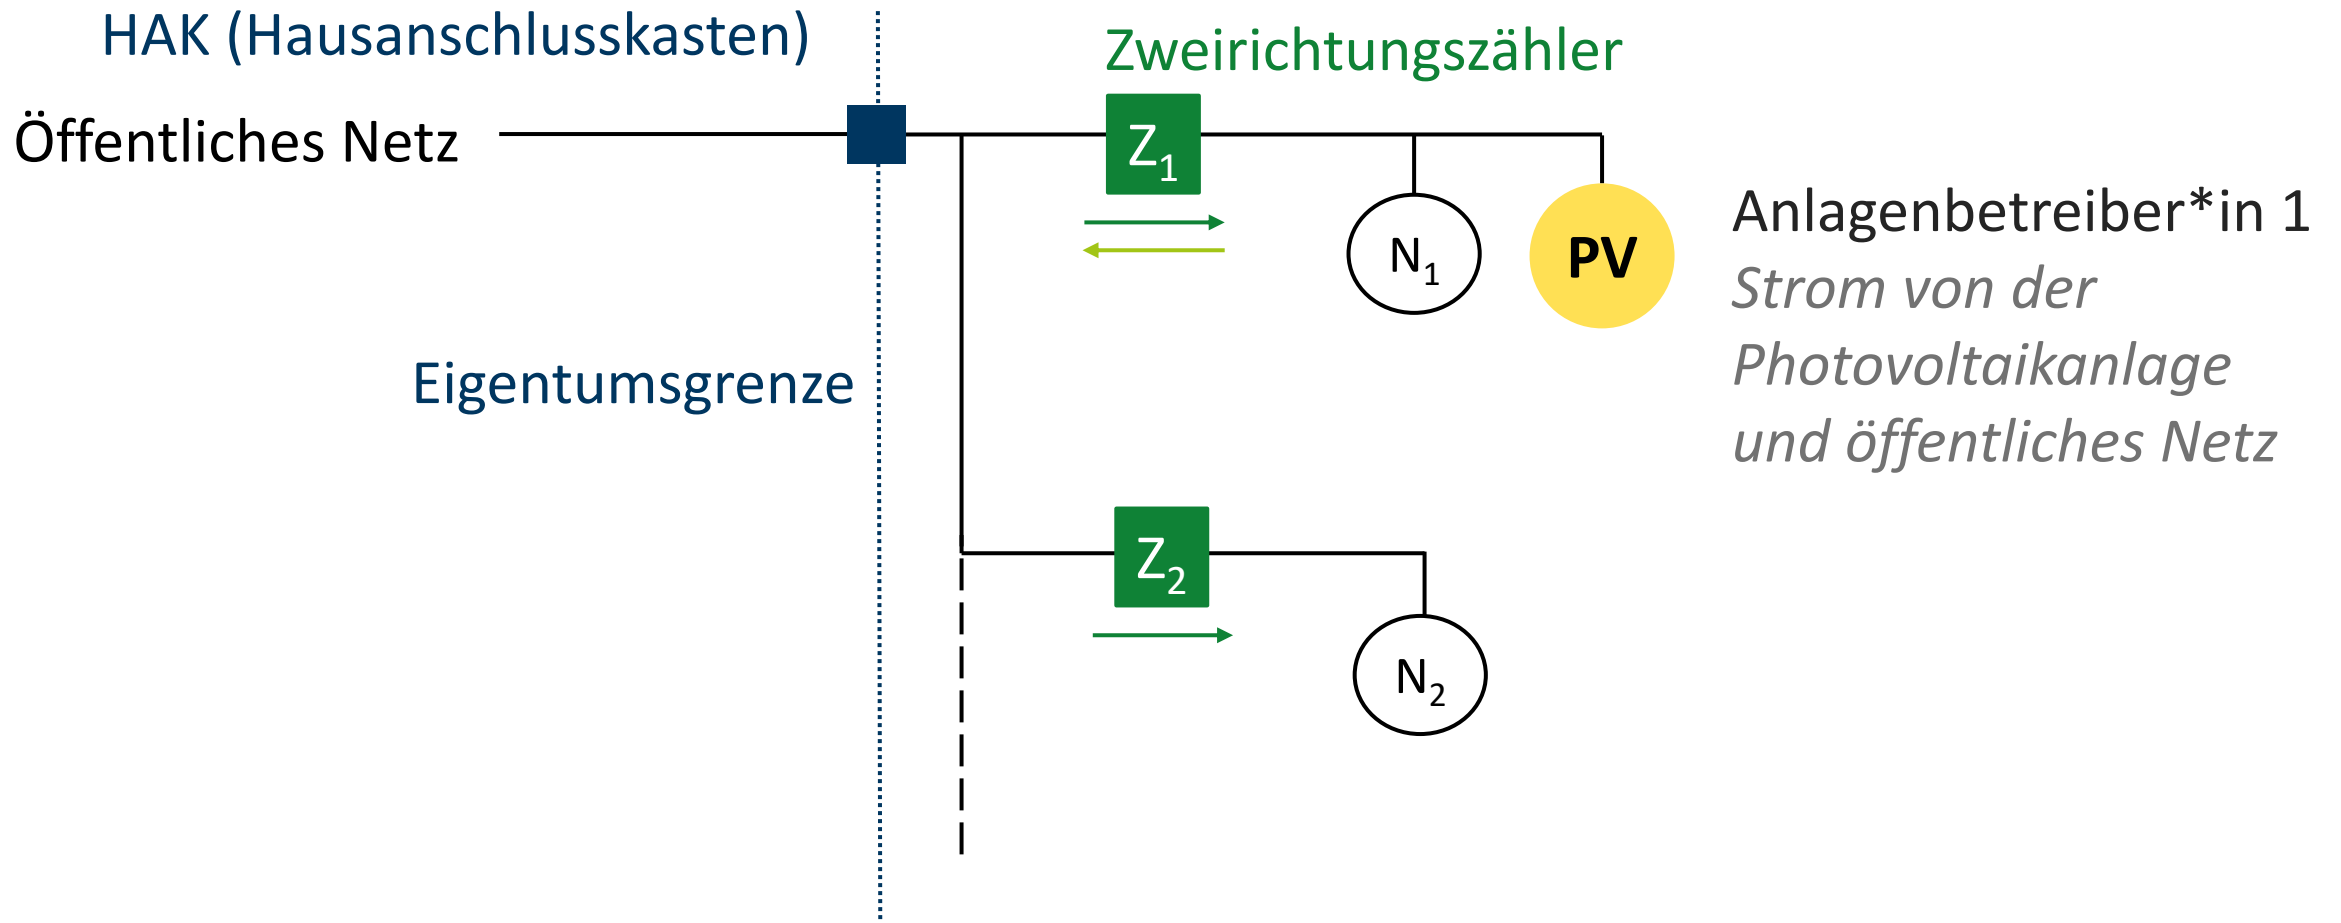 HAK (Hausanschlusskasten)
Zweirichtungszähler
Öffentliches Netz
Z₁
N₁
PV
Anlagenbetreiber*in 1
Strom von der
Photovoltaikanlage
und öffentliches Netz
Eigentumsgrenze
Z₂
N₂